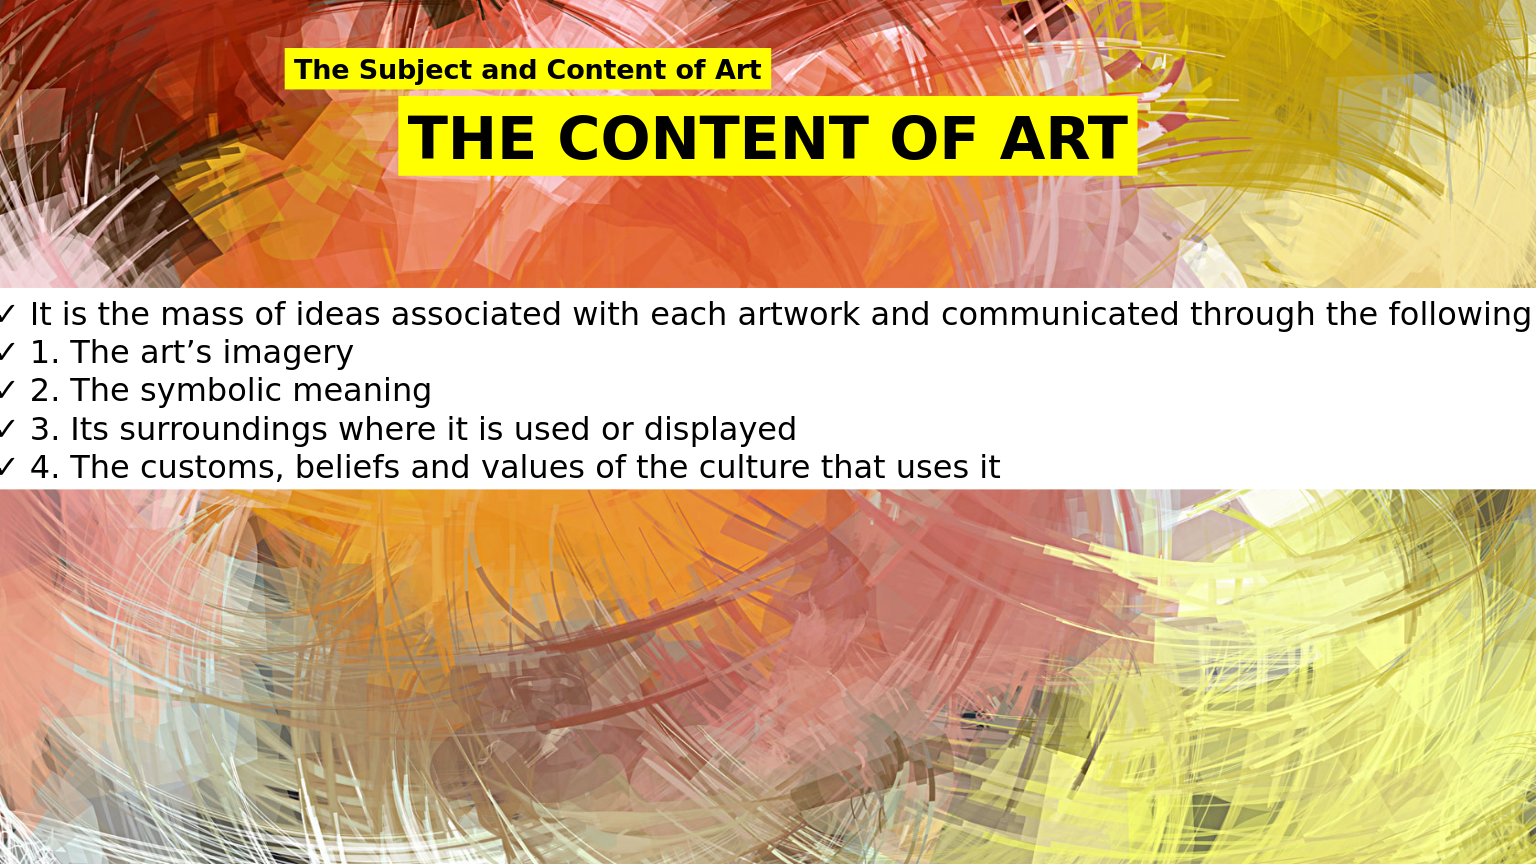 The Subject and Content of Art
THE CONTENT OF ART
✓ It is the mass of ideas associated with each artwork and communicated through the following
✓ 1. The art’s imagery
✓ 2. The symbolic meaning
✓ 3. Its surroundings where it is used or displayed
✓ 4. The customs, beliefs and values of the culture that uses it